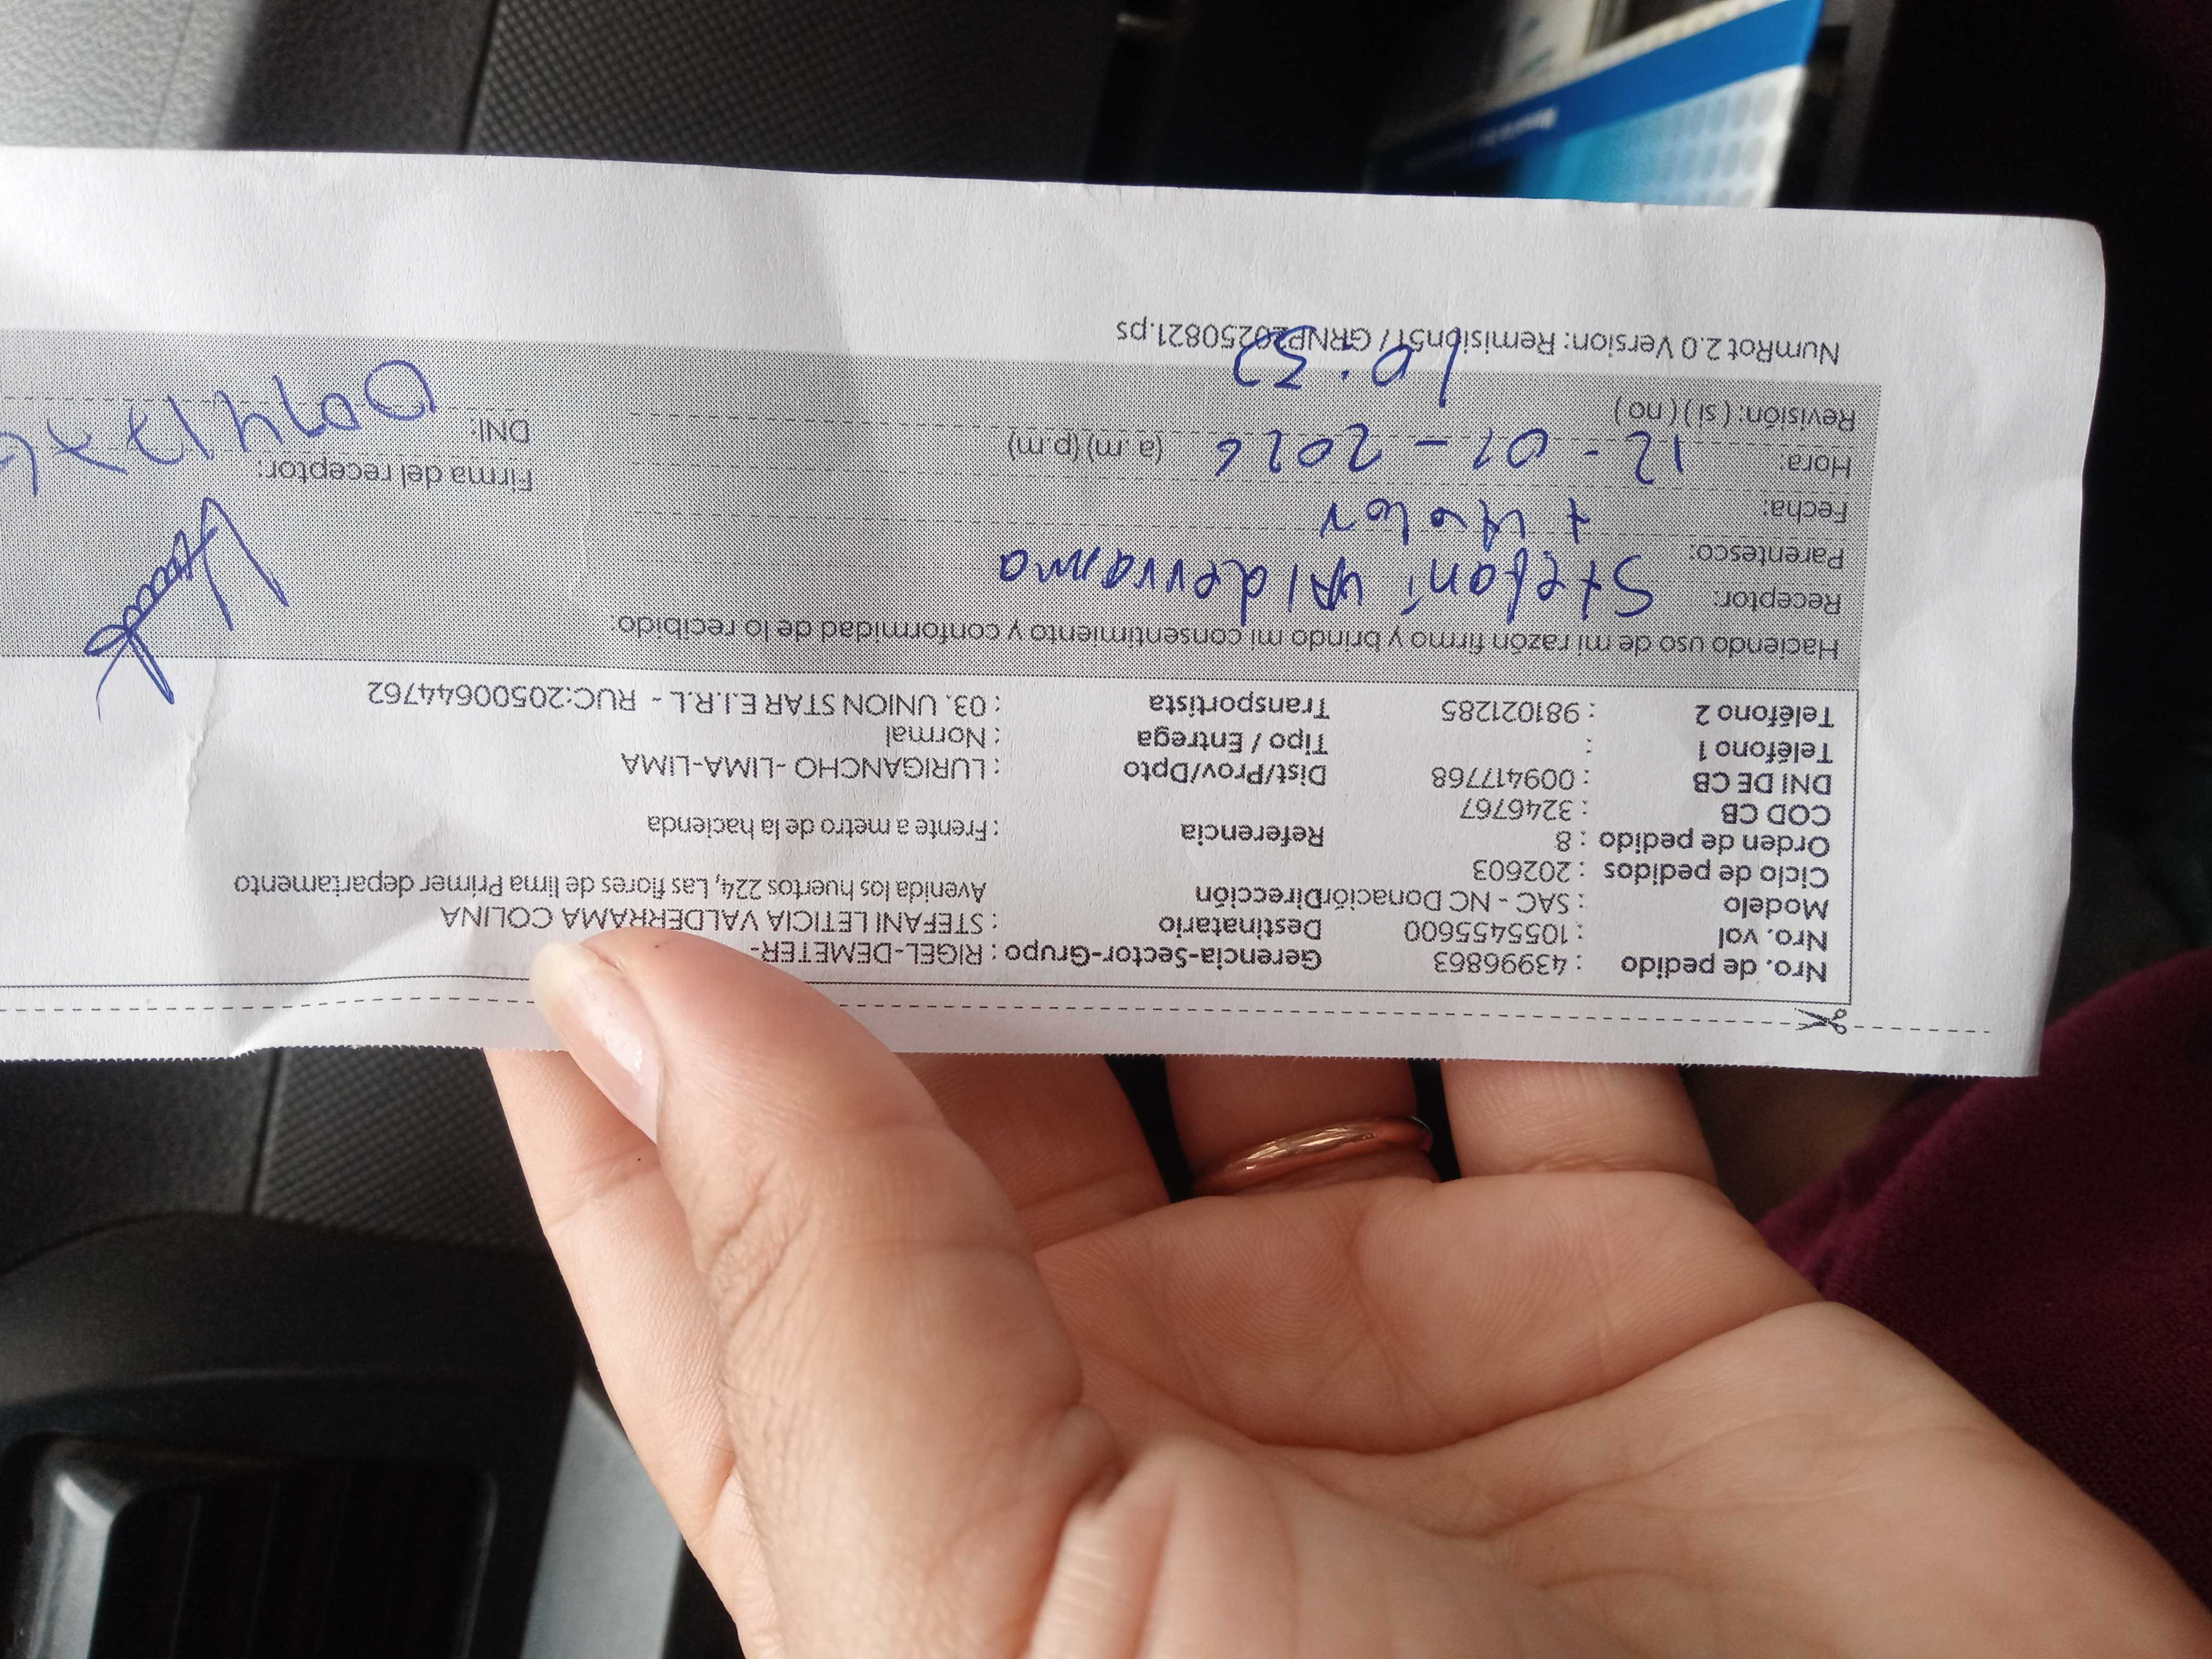 Nro. de pedido : 43996863 Gerencia-Sector-Grupo : RIGEL-DEMETER-
Nro. vol : 1055455600 Destinatario : STEFANI LETICIA VALDERRAMA COLINA
Modelo : SAC - NC Donación Dirección Avenida los huertos 224, Las flores de lima Primer departamento
Ciclo de pedidos : 202603
Orden de pedido : 8 Referencia : Frente a metro de la hacienda
COD CB : 3246767
DNI DE CB : 009417768 Dist/Prov/Dpto : LURIGANCHO -LIMA-LIMA
Teléfono 1 : Tipo / Entrega : Normal
Teléfono 2 : 981021285 Transportista : 03. UNION STAR E.I.R.L - RUC:20500644762
Haciendo uso de mi razón firmo y brindo mi consentimiento y conformidad de lo recibido:
Receptor: Stefani Valderrama
Parentesco: titular
Fecha: Firma del receptor:
Hora: 12 - 01 - 2026 (a.m) (p.m) DNI:
Revisión: ( si ) ( no )
NumRot 2.0 Version: Remision51 / GRNP20250821.ps